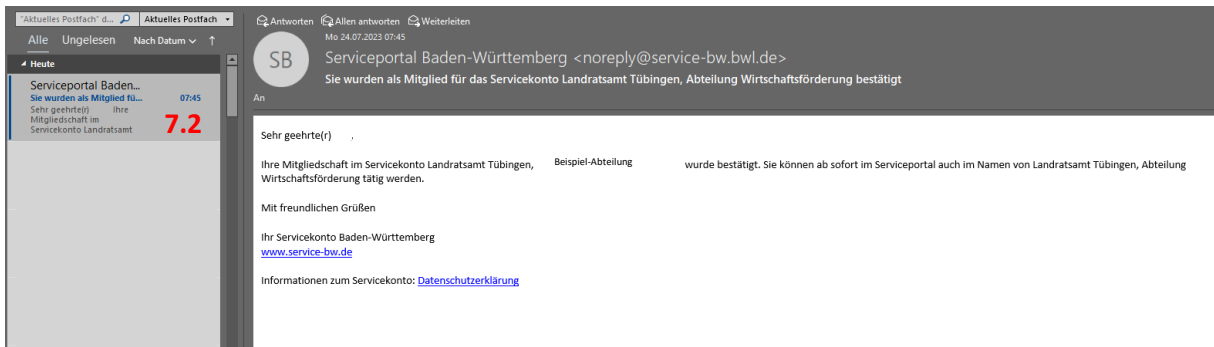 "Aktuelles Postfach" d... Aktuelles Postfach
Alle Ungelesen Nach Datum ↑
Heute
Serviceportal Baden...
Sie wurden als Mitglied fü... 07:45
Sehr geehrte(r) Ihre
Mitgliedschaft im
Servicekonto Landratsamt
7.2
Antworten Allen antworten Weiterleiten
Mo 24.07.2023 07:45
SB
Serviceportal Baden-Württemberg <noreply@service-bw.bwl.de>
Sie wurden als Mitglied für das Servicekonto Landratsamt Tübingen, Abteilung Wirtschaftsförderung bestätigt
An
Sehr geehrte(r) ,
Ihre Mitgliedschaft im Servicekonto Landratsamt Tübingen, Beispiel-Abteilung wurde bestätigt. Sie können ab sofort im Serviceportal auch im Namen von Landratsamt Tübingen, Abteilung
Wirtschaftsförderung tätig werden.
Mit freundlichen Grüßen
Ihr Servicekonto Baden-Württemberg
www.service-bw.de
Informationen zum Servicekonto: Datenschutzerklärung